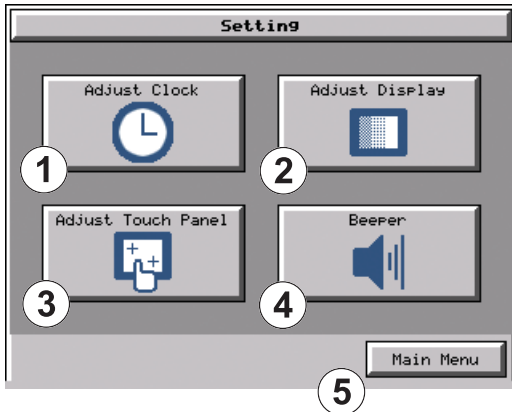 Setting
Adjust Clock
1
Adjust Display
2
Adjust Touch Panel
3
Beeper
4
Main Menu
5